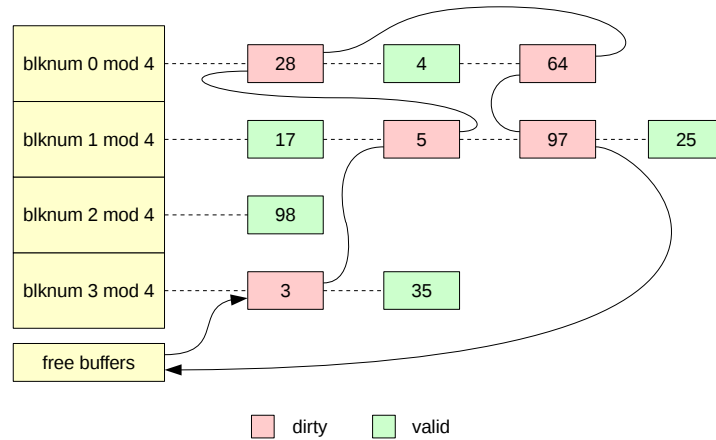 blknum 0 mod 4 28 4 64
blknum 1 mod 4 17 5 97 25
blknum 2 mod 4 98
blknum 3 mod 4 3 35
free buffers
dirty valid